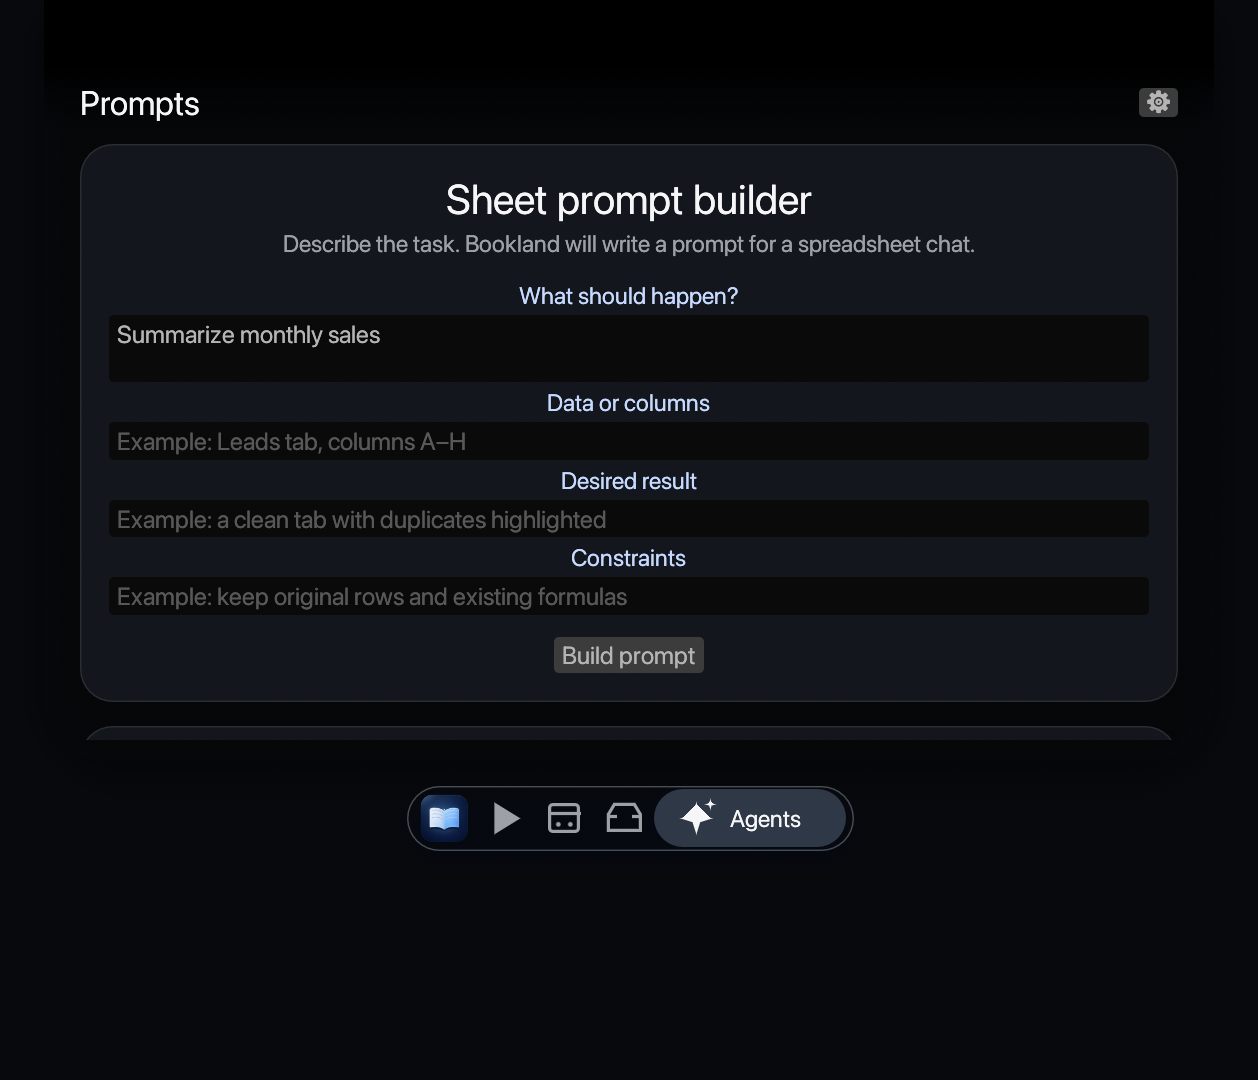 Prompts
Sheet prompt builder
Describe the task. Bookland will write a prompt for a spreadsheet chat.
What should happen?
Summarize monthly sales
Data or columns
Example: Leads tab, columns A–H
Desired result
Example: a clean tab with duplicates highlighted
Constraints
Example: keep original rows and existing formulas
Build prompt
Agents